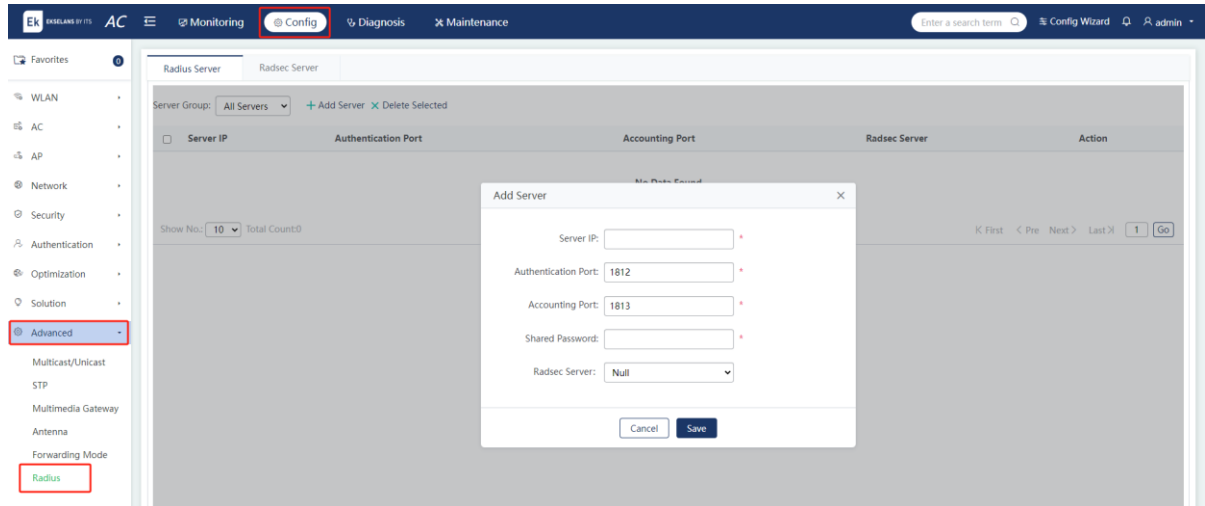 Ek EKSELANS BY ITS AC Monitoring Config Diagnosis Maintenance Enter a search term Config Wizard admin
Favorites 0
WLAN
AC
AP
Network
Security
Authentication
Optimization
Solution
Advanced
Multicast/Unicast
STP
Multimedia Gateway
Antenna
Forwarding Mode
Radius
Radius Server Radsec Server
Server Group: All Servers Add Server Delete Selected
Server IP Authentication Port Accounting Port Radsec Server Action
No Data Found
Show No.: 10 Total Count:0 First Pre Next Last 1 Go
Add Server
Server IP: *
Authentication Port: 1812 *
Accounting Port: 1813 *
Shared Password: *
Radsec Server: Null
Cancel Save